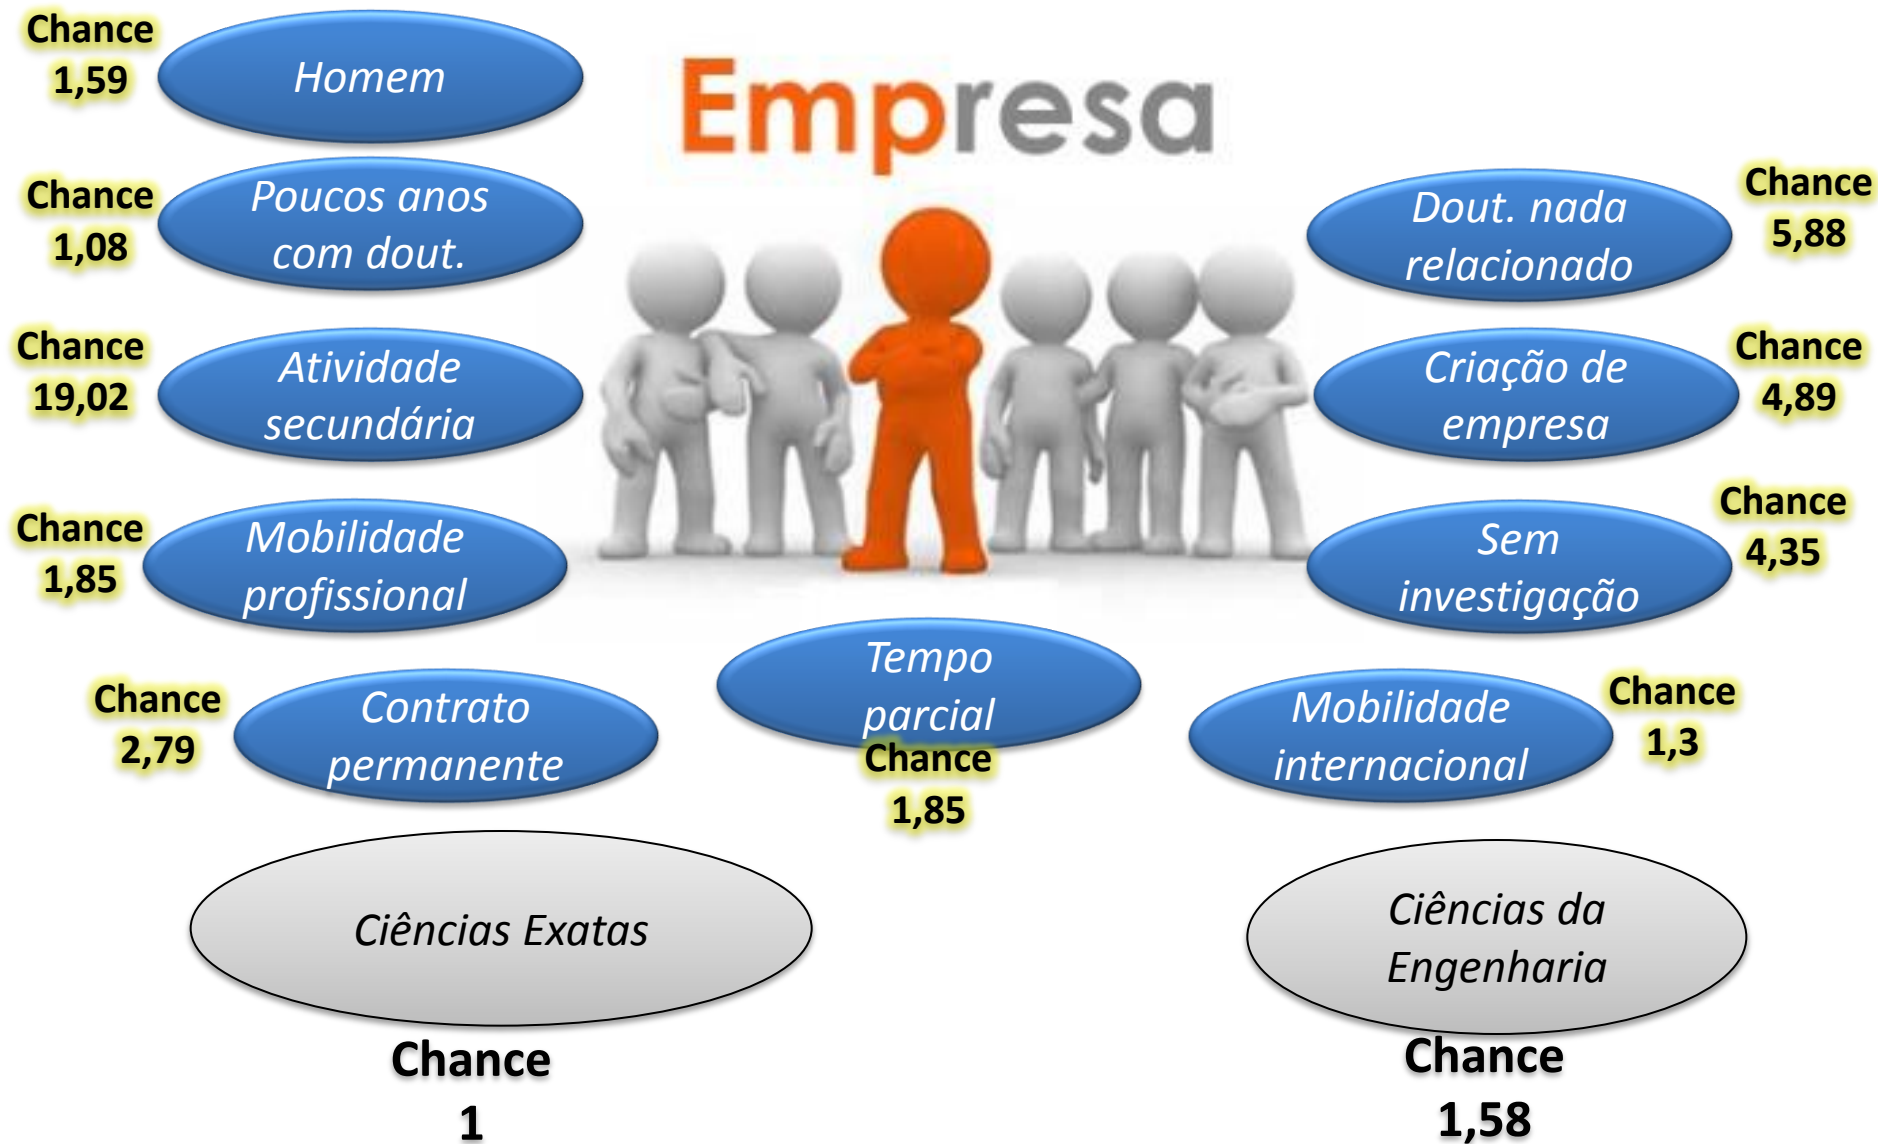 Empresa
Chance
1,59
Homem
Chance
1,08
Poucos anos
com dout.
Chance
19,02
Atividade
secundária
Chance
1,85
Mobilidade
profissional
Chance
2,79
Contrato
permanente
Tempo
parcial
Chance
1,85
Dout. nada
relacionado
Chance
5,88
Criação de
empresa
Chance
4,89
Sem
investigação
Chance
4,35
Mobilidade
internacional
Chance
1,3
Ciências Exatas
Chance
1
Ciências da
Engenharia
Chance
1,58